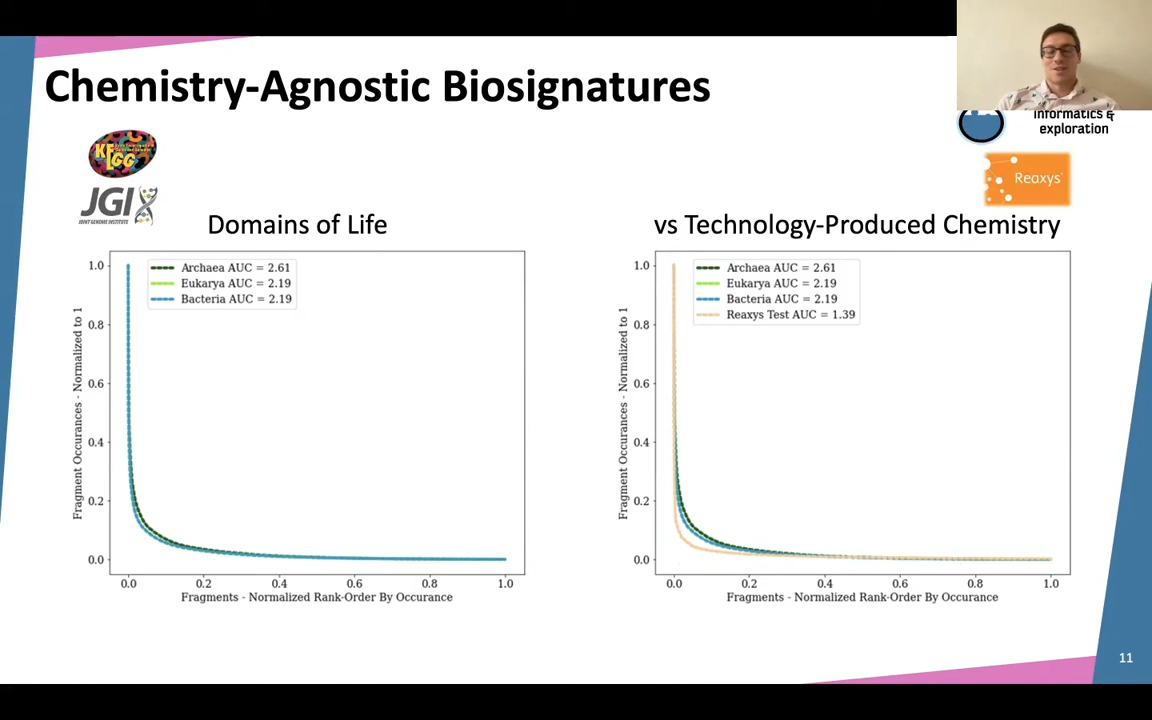 Chemistry-Agnostic Biosignatures
informatics &
exploration
KEGG
JGI
JOINT GENOME INSTITUTE
Reaxys
Domains of Life
vs Technology-Produced Chemistry
Archaea AUC = 2.61
Eukarya AUC = 2.19
Bacteria AUC = 2.19
Fragment Occurances - Normalized to 1
1.0
0.8
0.6
0.4
0.2
0.0
0.0 0.2 0.4 0.6 0.8 1.0
Fragments - Normalized Rank-Order By Occurance
Archaea AUC = 2.61
Eukarya AUC = 2.19
Bacteria AUC = 2.19
Reaxys Test AUC = 1.39
Fragment Occurances - Normalized to 1
1.0
0.8
0.6
0.4
0.2
0.0
0.0 0.2 0.4 0.6 0.8 1.0
Fragments - Normalized Rank-Order By Occurance
11